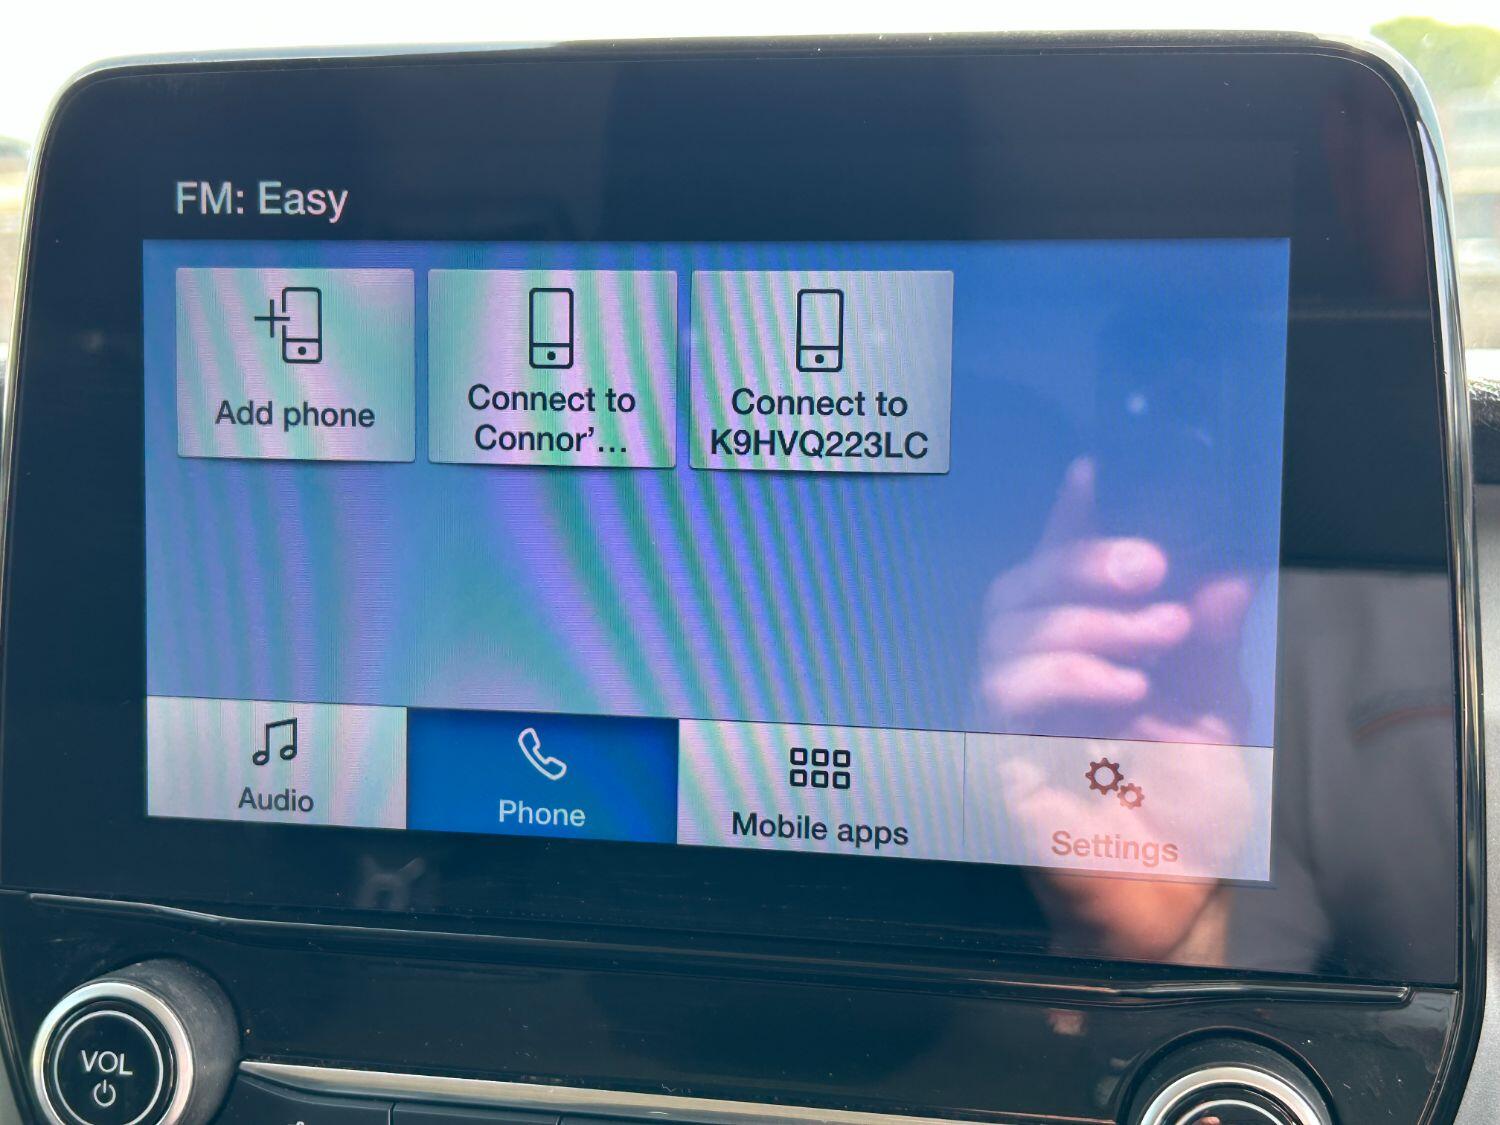 FM: Easy
Add phone
Connect to
Connor’...
Connect to
K9HVQ223LC
Audio
Phone
Mobile apps
Settings
VOL